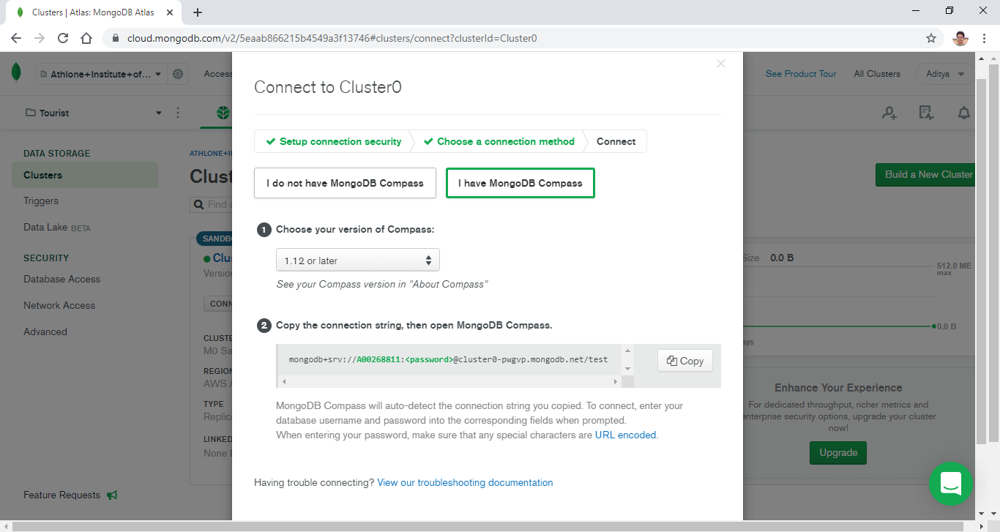 Clusters | Atlas: MongoDB Atlas
cloud.mongodb.com/v2/5eaab866215b4549a3f13746#clusters/connect?clusterId=Cluster0
Athlone+Institute+of...
Access
See Product Tour
All Clusters
Aditya
Tourist
DATA STORAGE
Clusters
Triggers
Data Lake BETA
SECURITY
Database Access
Network Access
Advanced
Feature Requests
ATHLONE+I
Clust
Find
SANDB
Clu
Version
CONN
CLUSTE
M0 Sa
REGION
AWS /
TYPE
Replic
LINKED
None
Connect to Cluster0
Setup connection security
Choose a connection method
Connect
I do not have MongoDB Compass
I have MongoDB Compass
1 Choose your version of Compass:
1.12 or later
See your Compass version in "About Compass"
2 Copy the connection string, then open MongoDB Compass.
mongodb+srv://A00268811:<password>@cluster0-pwgvp.mongodb.net/test
Copy
MongoDB Compass will auto-detect the connection string you copied. To connect, enter your
database username and password into the corresponding fields when prompted.
When entering your password, make sure that any special characters are URL encoded.
Having trouble connecting? View our troubleshooting documentation
Build a New Cluster
Size 0.0 B
512.0 MB
max
0.0 B
ays
Enhance Your Experience
For dedicated throughput, richer metrics and
enterprise security options, upgrade your cluster
now!
Upgrade